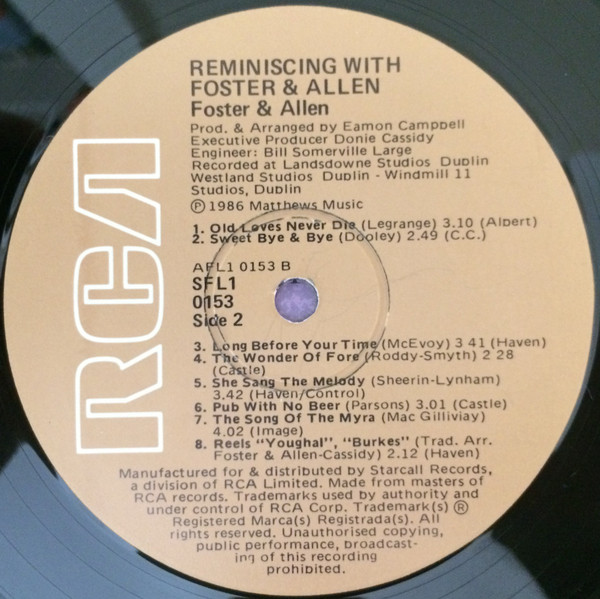 RCA
REMINISCING WITH
FOSTER & ALLEN
Foster & Allen
Prod. & Arranged by Eamon Campbell
Executive Producer Donie Cassidy
Engineer: Bill Somerville Large
Recorded at Landsdowne Studios Dublin
Westland Studios Dublin - Windmill 11
Studios, Dublin
Ⓟ 1986 Matthews Music
1. Old Loves Never Die (Legrange) 3.10 (Albert)
2. Sweet Bye & Bye (Dooley) 2.49 (C.C.)
AFL1 0153 B
SFL1
0153
Side 2
3. Long Before Your Time (McEvoy) 3 41 (Haven)
4. The Wonder Of Fore (Roddy-Smyth) 2 28
(Castle)
5. She Sang The Melody (Sheerin-Lynham)
3.42 (Haven/Control)
6. Pub With No Beer (Parsons) 3.01 (Castle)
7. The Song Of The Myra (Mac Gilliviay)
4.02 (Image)
8. Reels "Youghal", "Burkes" (Trad. Arr.
Foster & Allen-Cassidy) 2.12 (Haven)
Manufactured for & distributed by Starcall Records,
a division of RCA Limited. Made from masters of
RCA records. Trademarks used by authority and
under control of RCA Corp. Trademark(s) ®
Registered Marca(s) Registrada(s). All
rights reserved. Unauthorised copying,
public performance, broadcast-
ing of this recording
prohibited.